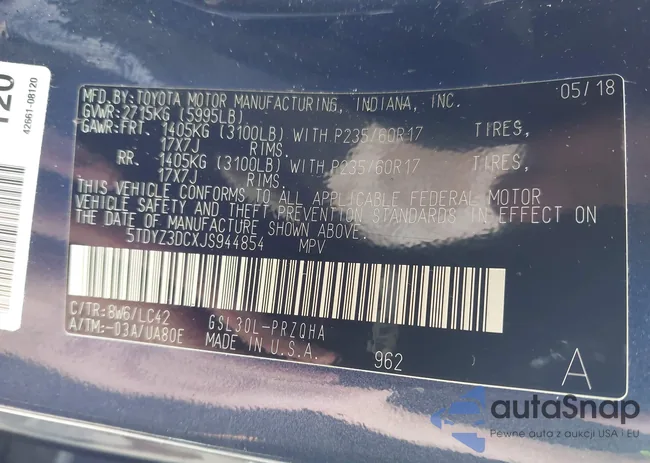 120
42661-08120
MFD.BY:TOYOTA MOTOR MANUFACTURING, INDIANA, INC. 05/18
GVWR:2715KG (5995LB)
GAWR:FRT. 1405KG (3100LB) WITH P235/60R17 TIRES,
17X7J RIMS.
RR. 1405KG (3100LB) WITH P235/60R17 TIRES,
17X7J RIMS.
THIS VEHICLE CONFORMS TO ALL APPLICABLE FEDERAL MOTOR
VEHICLE SAFETY AND THEFT PREVENTION STANDARDS IN EFFECT ON
THE DATE OF MANUFACTURE SHOWN ABOVE.
5TDYZ3DCXJS944854 MPV
C/TR:8W6/LC42 GSL30L-PRZQHA
A/TM:-03A/UA80E MADE IN U.S.A. 962 A
autaSnap
Pewne auta z aukcji USA i EU